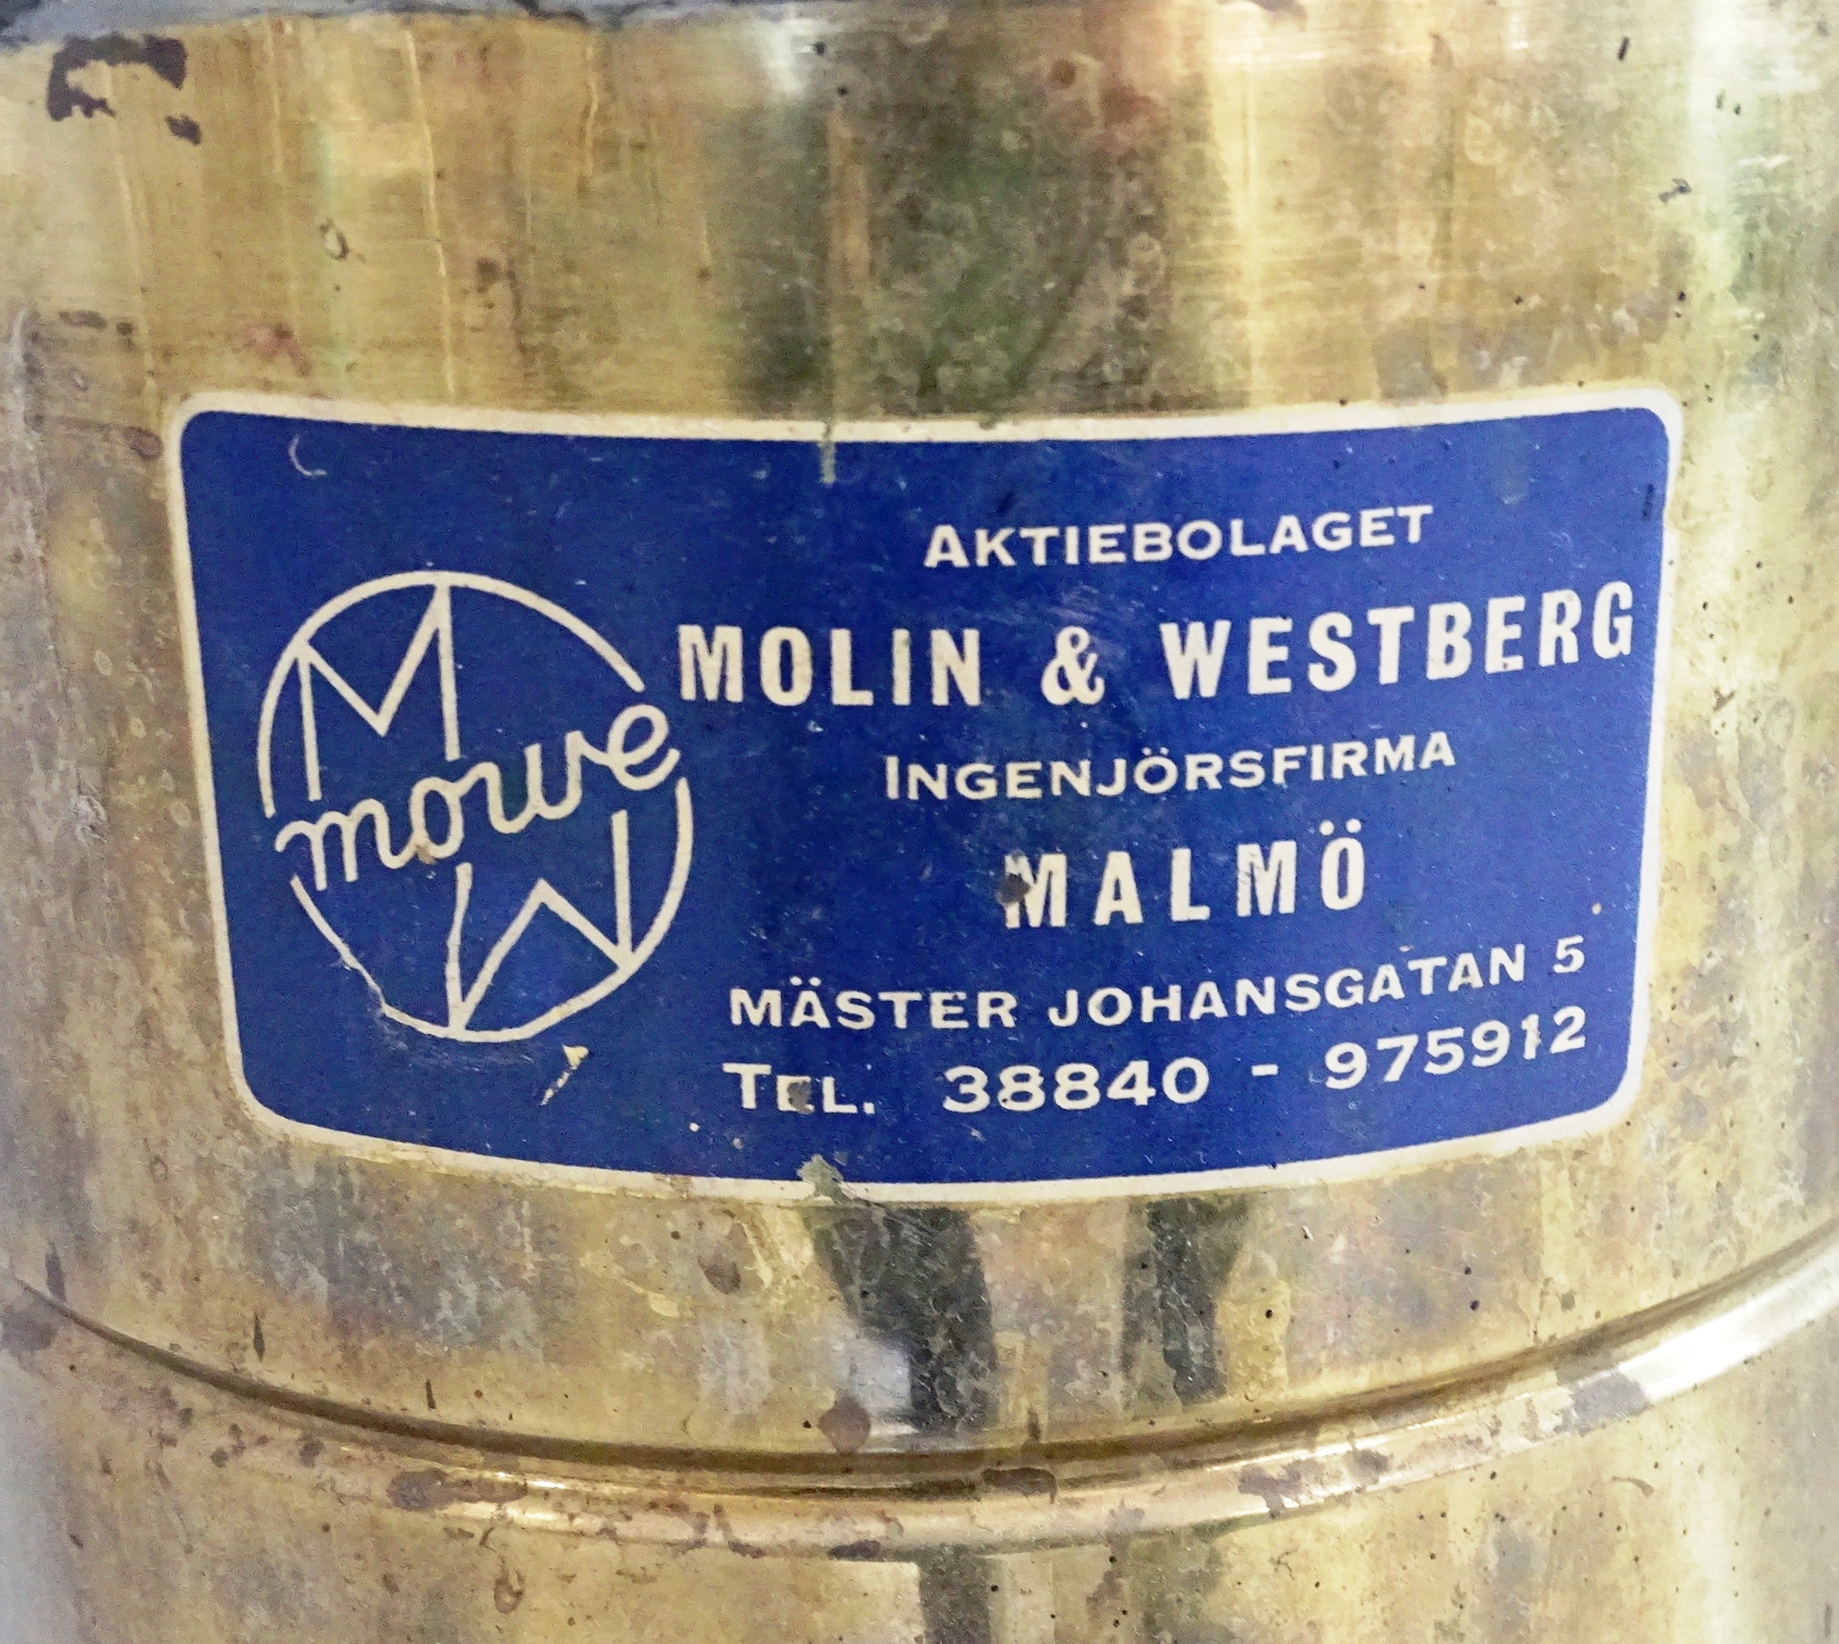 M
mowe
W
AKTIEBOLAGET
MOLIN & WESTBERG
INGENJÖRSFIRMA
MALMÖ
MÄSTER JOHANSGATAN 5
TEL. 38840 - 975912